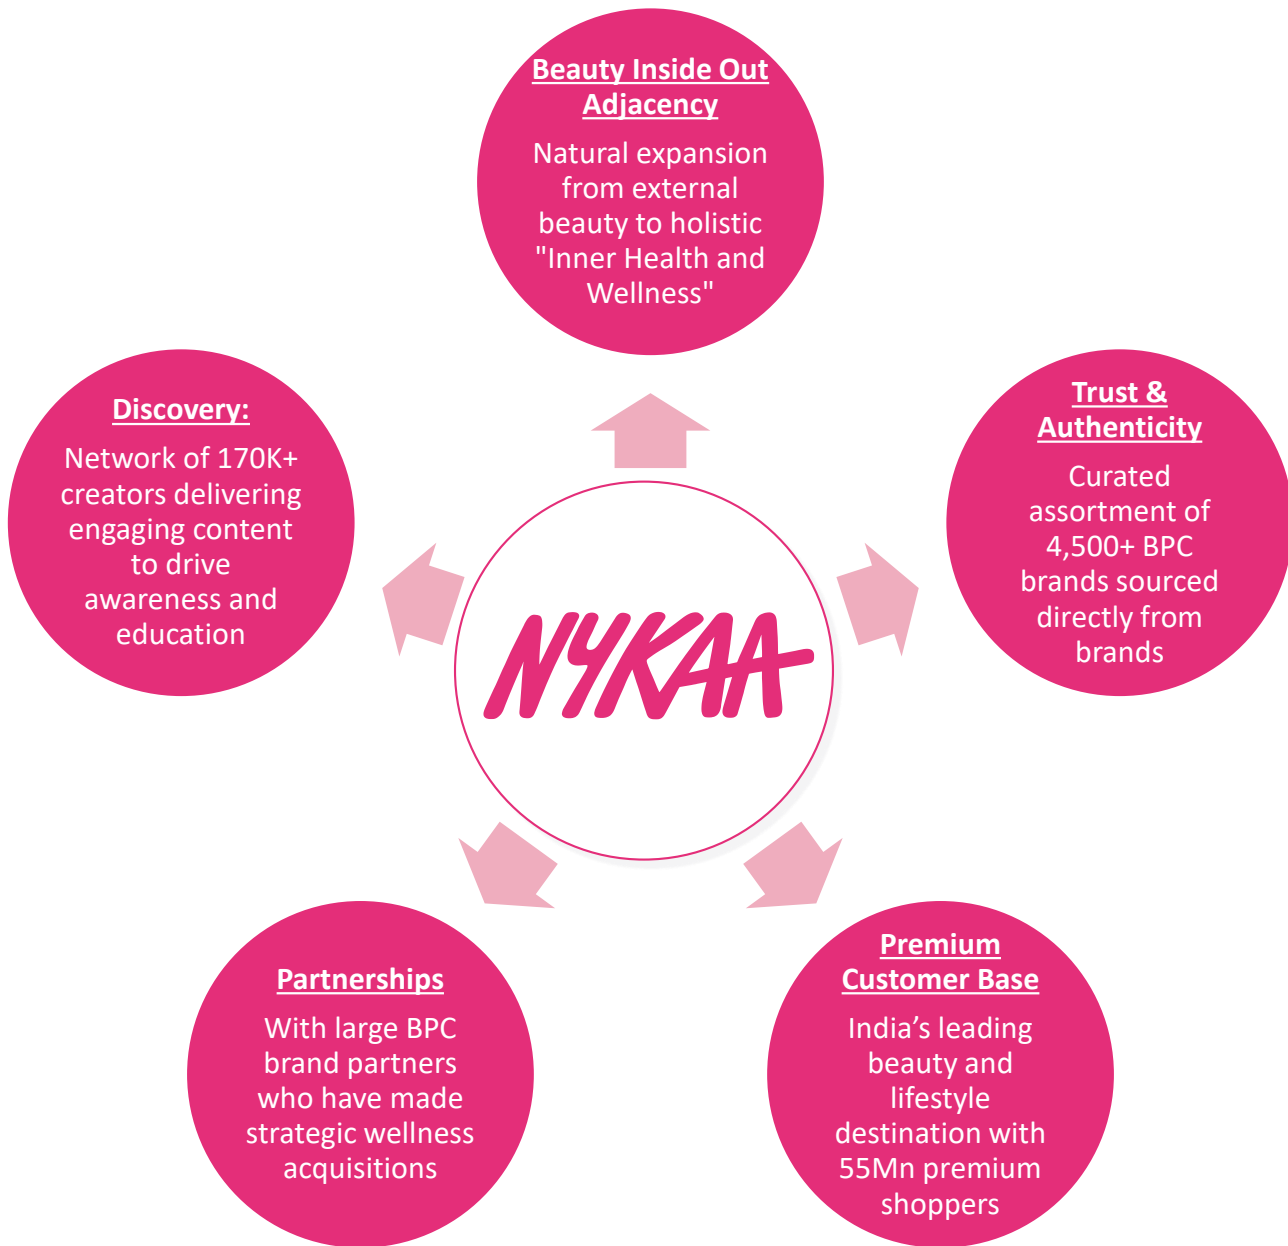 Beauty Inside Out
Adjacency
Natural expansion
from external
beauty to holistic
"Inner Health and
Wellness"
Discovery:
Network of 170K+
creators delivering
engaging content
to drive
awareness and
education
Trust &
Authenticity
Curated
assortment of
4,500+ BPC
brands sourced
directly from
brands
NYKAA
Partnerships
With large BPC
brand partners
who have made
strategic wellness
acquisitions
Premium
Customer Base
India’s leading
beauty and
lifestyle
destination with
55Mn premium
shoppers